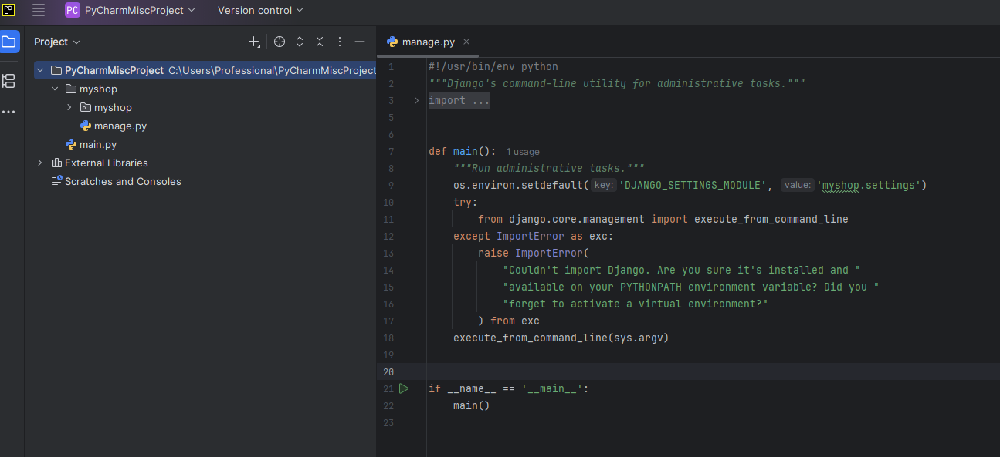 PC
PC PyCharmMiscProject Version control
Project
PyCharmMiscProject C:\Users\Professional\PyCharmMiscProject
myshop
myshop
manage.py
main.py
External Libraries
Scratches and Consoles
manage.py
1 #!/usr/bin/env python
2 """Django's command-line utility for administrative tasks."""
3 import ...
5
6
7 def main(): 1 usage
8 """Run administrative tasks."""
9 os.environ.setdefault( key: 'DJANGO_SETTINGS_MODULE', value: 'myshop.settings')
10 try:
11 from django.core.management import execute_from_command_line
12 except ImportError as exc:
13 raise ImportError(
14 "Couldn't import Django. Are you sure it's installed and "
15 "available on your PYTHONPATH environment variable? Did you "
16 "forget to activate a virtual environment?"
17 ) from exc
18 execute_from_command_line(sys.argv)
19
20
21 if __name__ == '__main__':
22 main()
23